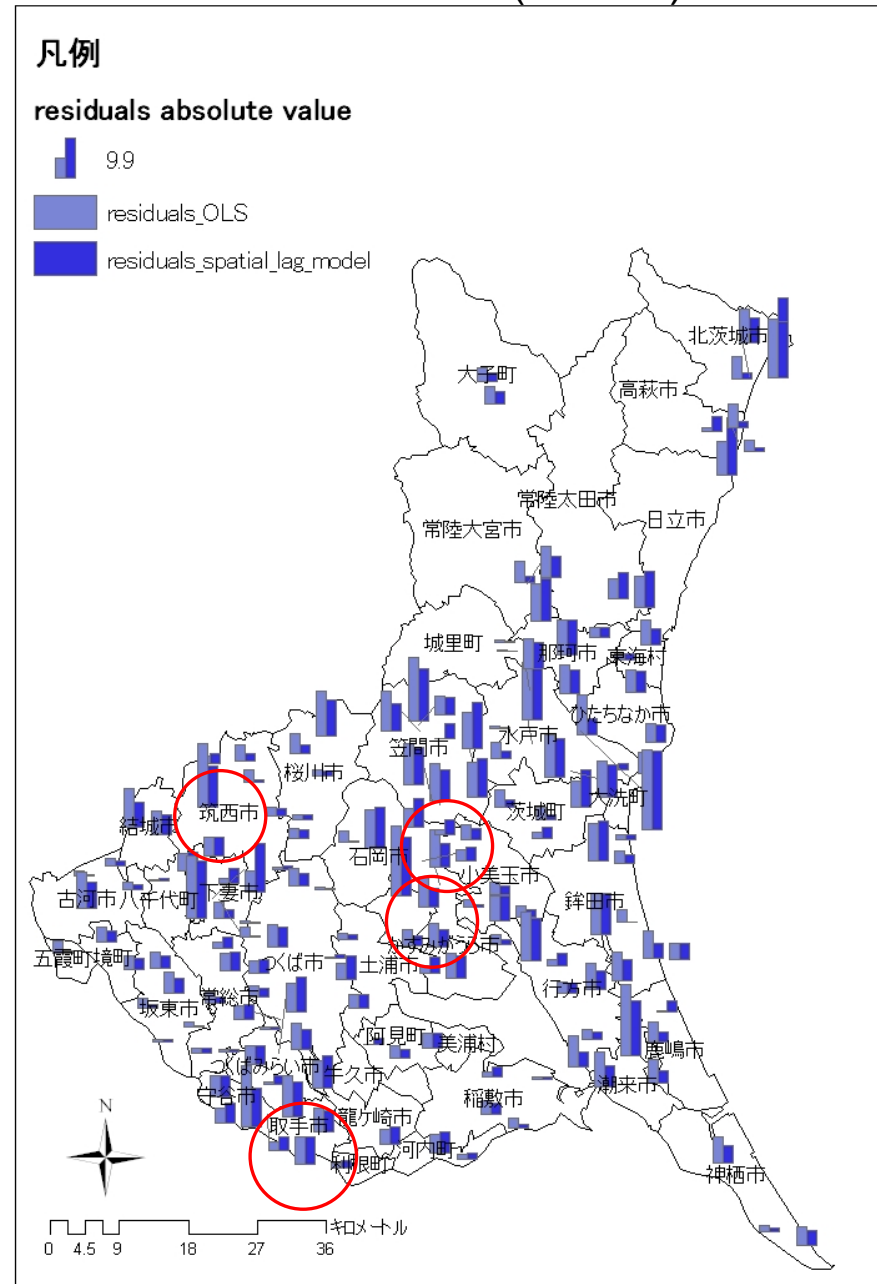 凡例
residuals absolute value
9.9
residuals_OLS
residuals_spatial_lag_model
北茨城市
大子町
高萩市
常陸太田市
日立市
常陸大宮市
城里町
那珂市
東海村
ひたちなか市
水戸市
笠間市
桜川市
大洗町
茨城町
筑西市
結城市
石岡市
小美玉市
鉾田市
下妻市
八千代町
古河市
かすみがうら市
土浦市
つくば市
五霞町
境町
行方市
常総市
坂東市
阿見町
美浦村
鹿嶋市
つくばみらい市
牛久市
潮来市
守谷市
稲敷市
龍ケ崎市
取手市
河内町
利根町
神栖市
N
キロメートル
0 4.5 9 18 27 36